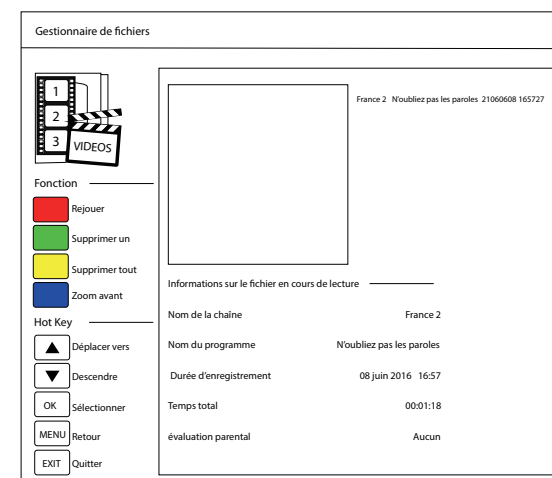 Gestionnaire de fichiers
1
2
3
VIDEOS
France 2 N'oubliez pas les paroles 21060608 165727
Fonction
Rejouer
Supprimer un
Supprimer tout
Zoom avant
Hot Key
Déplacer vers
Descendre
OK Sélectionner
MENU Retour
EXIT Quitter
Informations sur le fichier en cours de lecture
Nom de la chaîne France 2
Nom du programme N'oubliez pas les paroles
Durée d'enregistrement 08 juin 2016 16:57
Temps total 00:01:18
évaluation parental Aucun